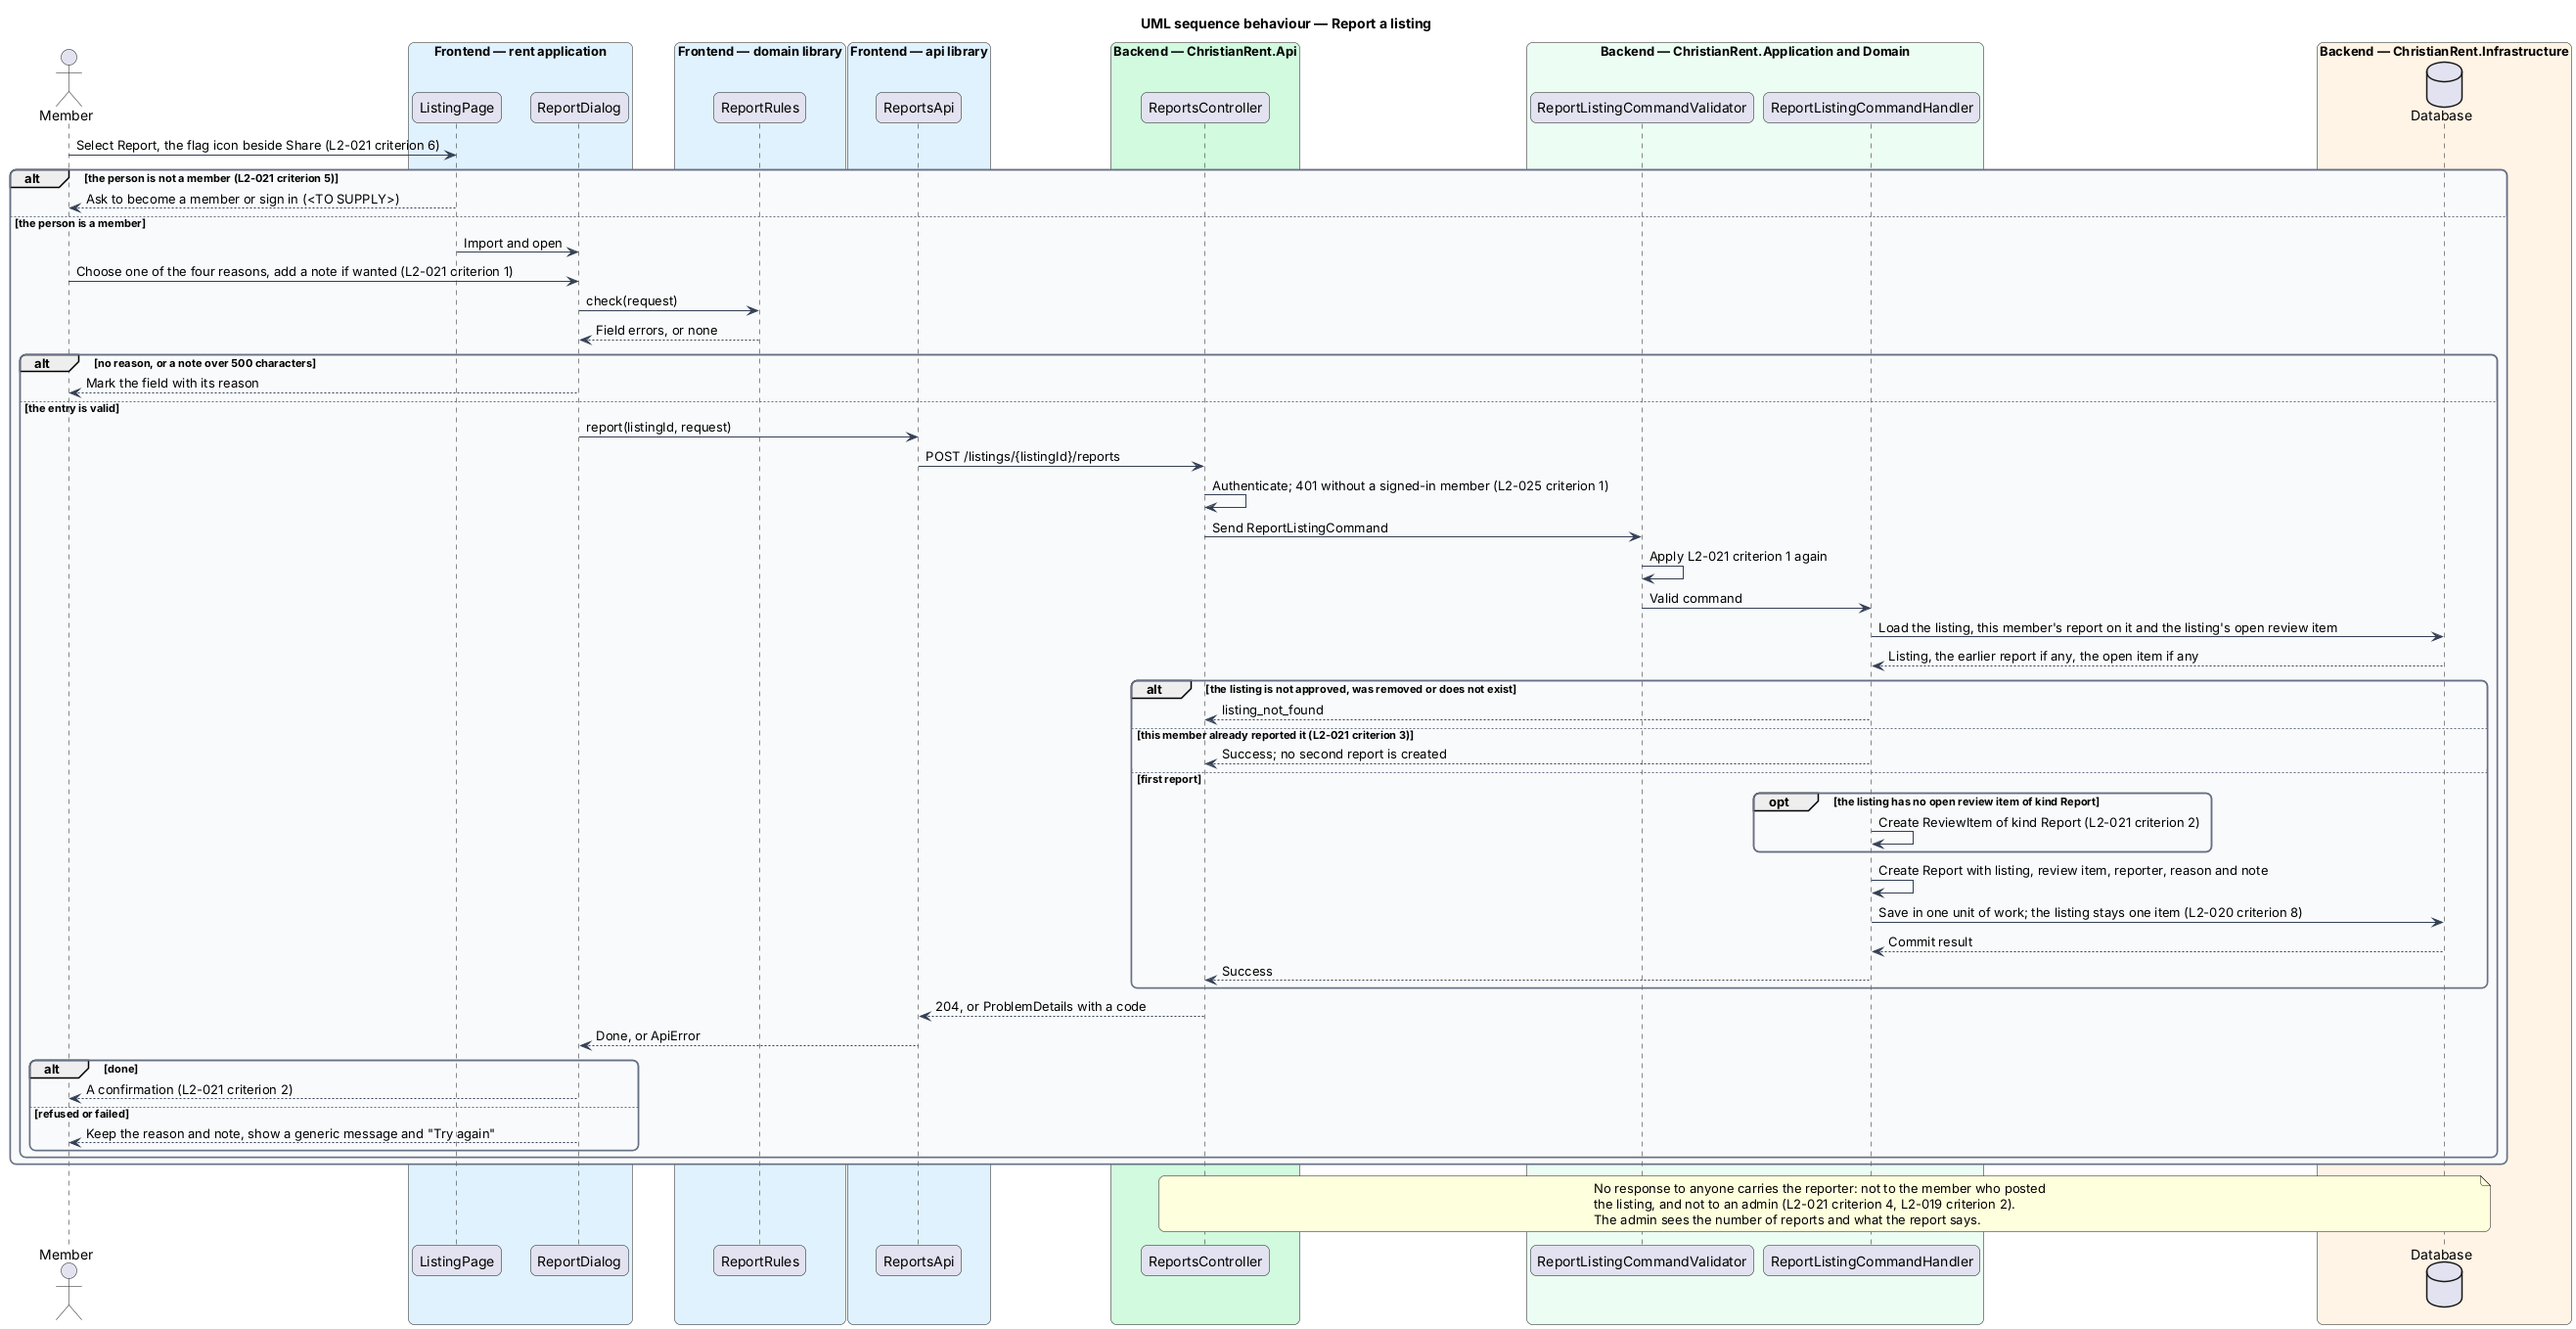 UML sequence behaviour — Report a listing
Frontend — rent application
Frontend — domain library
Frontend — api library
Backend — ChristianRent.Api
Backend — ChristianRent.Application and Domain
Backend — ChristianRent.Infrastructure
Member
ListingPage
ReportDialog
ReportRules
ReportsApi
ReportsController
ReportListingCommandValidator
ReportListingCommandHandler
Database
Select Report, the flag icon beside Share (L2-021 criterion 6)
alt
[the person is not a member (L2-021 criterion 5)]
Ask to become a member or sign in (<TO SUPPLY>)
[the person is a member]
Import and open
Choose one of the four reasons, add a note if wanted (L2-021 criterion 1)
check(request)
Field errors, or none
alt
[no reason, or a note over 500 characters]
Mark the field with its reason
[the entry is valid]
report(listingId, request)
POST /listings/{listingId}/reports
Authenticate; 401 without a signed-in member (L2-025 criterion 1)
Send ReportListingCommand
Apply L2-021 criterion 1 again
Valid command
Load the listing, this member's report on it and the listing's open review item
Listing, the earlier report if any, the open item if any
alt
[the listing is not approved, was removed or does not exist]
listing_not_found
[this member already reported it (L2-021 criterion 3)]
Success; no second report is created
[first report]
opt
[the listing has no open review item of kind Report]
Create ReviewItem of kind Report (L2-021 criterion 2)
Create Report with listing, review item, reporter, reason and note
Save in one unit of work; the listing stays one item (L2-020 criterion 8)
Commit result
Success
204, or ProblemDetails with a code
Done, or ApiError
alt
[done]
A confirmation (L2-021 criterion 2)
[refused or failed]
Keep the reason and note, show a generic message and "Try again"
No response to anyone carries the reporter: not to the member who posted
the listing, and not to an admin (L2-021 criterion 4, L2-019 criterion 2).
The admin sees the number of reports and what the report says.
Member
ListingPage
ReportDialog
ReportRules
ReportsApi
ReportsController
ReportListingCommandValidator
ReportListingCommandHandler
Database